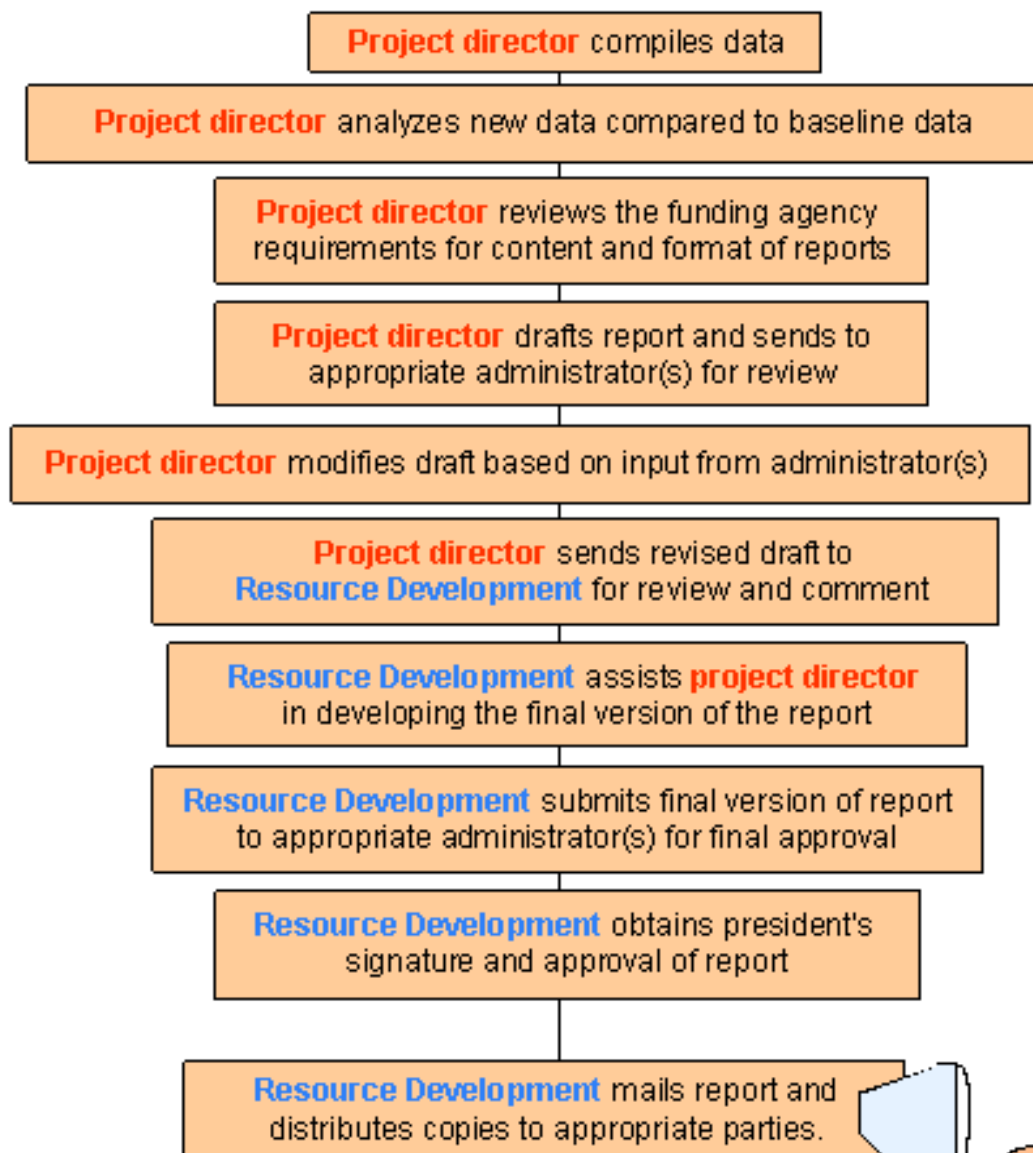 Project director compiles data
Project director analyzes new data compared to baseline data
Project director reviews the funding agency
requirements for content and format of reports
Project director drafts report and sends to
appropriate administrator(s) for review
Project director modifies draft based on input from administrator(s)
Project director sends revised draft to
Resource Development for review and comment
Resource Development assists project director
in developing the final version of the report
Resource Development submits final version of report
to appropriate administrator(s) for final approval
Resource Development obtains president's
signature and approval of report
Resource Development mails report and
distributes copies to appropriate parties.